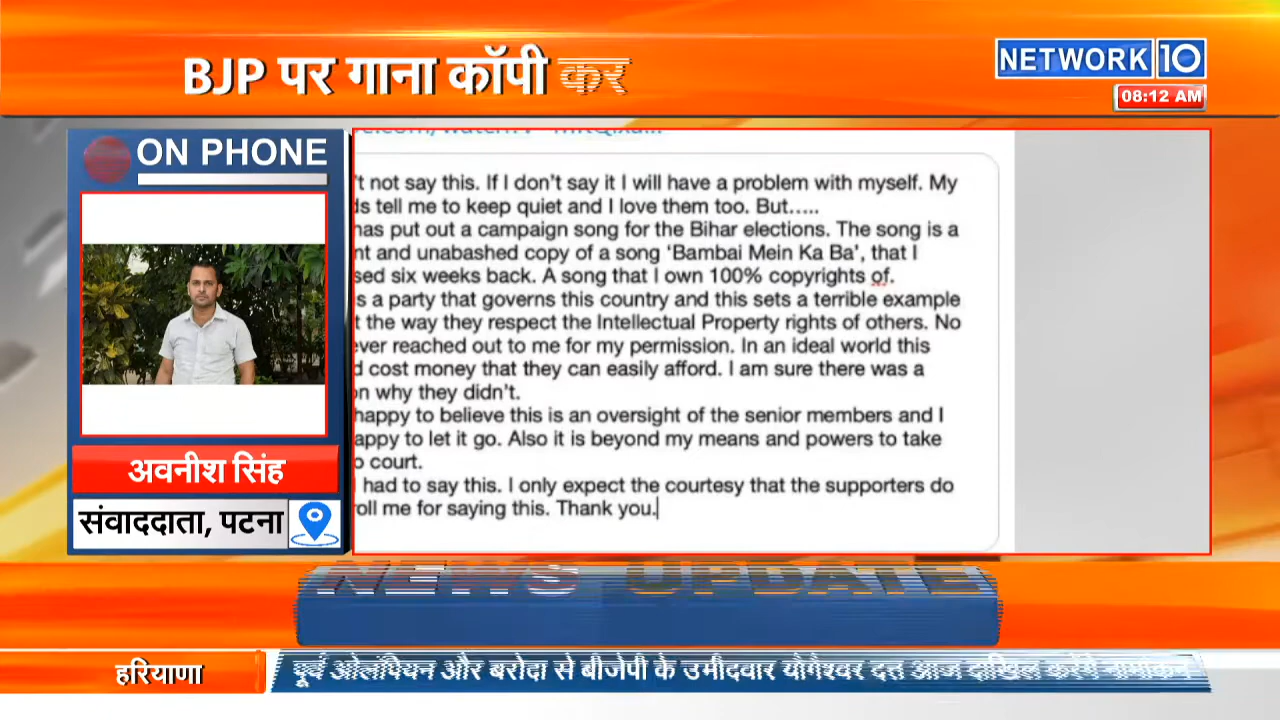 BJP पर गाना कॉपी कर
NETWORK 10
08:12 AM
ON PHONE
't not say this. If I don't say it I will have a problem with myself. My
ds tell me to keep quiet and I love them too. But.....
has put out a campaign song for the Bihar elections. The song is a
nt and unabashed copy of a song 'Bambai Mein Ka Ba', that I
sed six weeks back. A song that I own 100% copyrights of.
s a party that governs this country and this sets a terrible example
t the way they respect the Intellectual Property rights of others. No
ever reached out to me for my permission. In an ideal world this
d cost money that they can easily afford. I am sure there was a
on why they didn't.
happy to believe this is an oversight of the senior members and I
appy to let it go. Also it is beyond my means and powers to take
o court.
I had to say this. I only expect the courtesy that the supporters do
roll me for saying this. Thank you.
अवनीश सिंह
संवाददाता, पटना
NEWS UPDATE
हरियाणा
पूर्व ओलंपियन और बरोदा से बीजेपी के उमीदवार योगेश्वर दत्त आज दाखिल करेंगे नामांकन